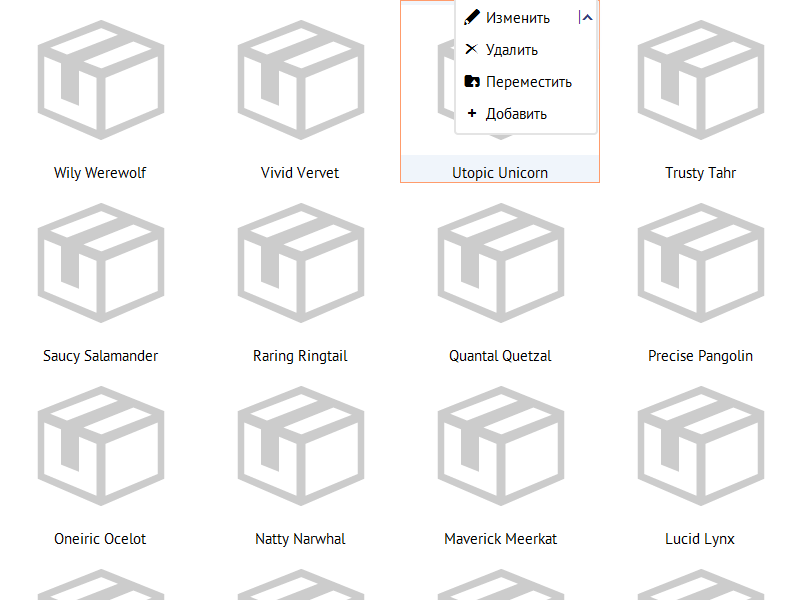 Изменить
Удалить
Переместить
Добавить
Wily Werewolf
Vivid Vervet
Utopic Unicorn
Trusty Tahr
Saucy Salamander
Raring Ringtail
Quantal Quetzal
Precise Pangolin
Oneiric Ocelot
Natty Narwhal
Maverick Meerkat
Lucid Lynx